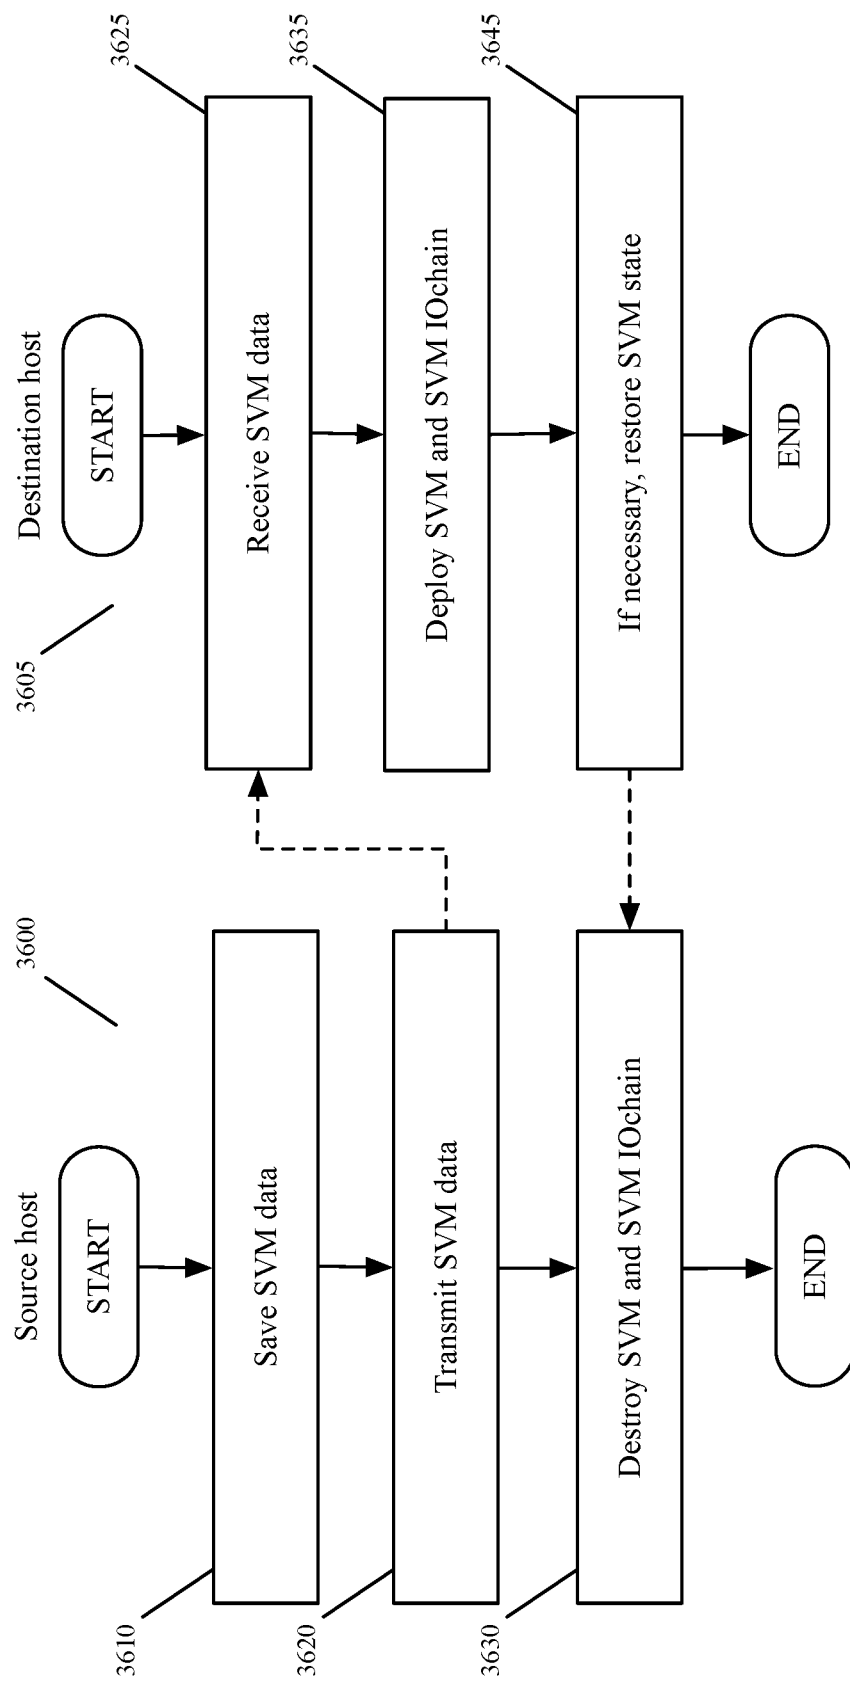 3600
Source host
START
3610
Save SVM data
3620
Transmit SVM data
3630
Destroy SVM and SVM IOchain
END
3605
Destination host
START
3625
Receive SVM data
3635
Deploy SVM and SVM IOchain
3645
If necessary, restore SVM state
END